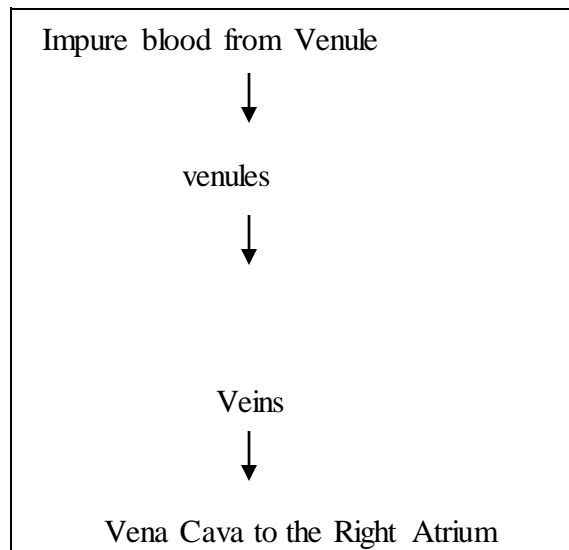 Impure blood from Venule
venules
Veins
Vena Cava to the Right Atrium